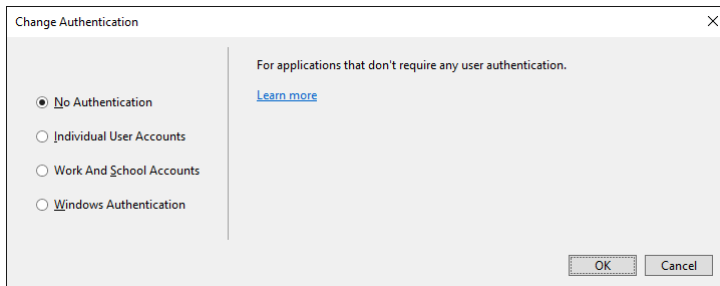 Change Authentication
For applications that don't require any user authentication.
Learn more
No Authentication
Individual User Accounts
Work And School Accounts
Windows Authentication
OK
Cancel